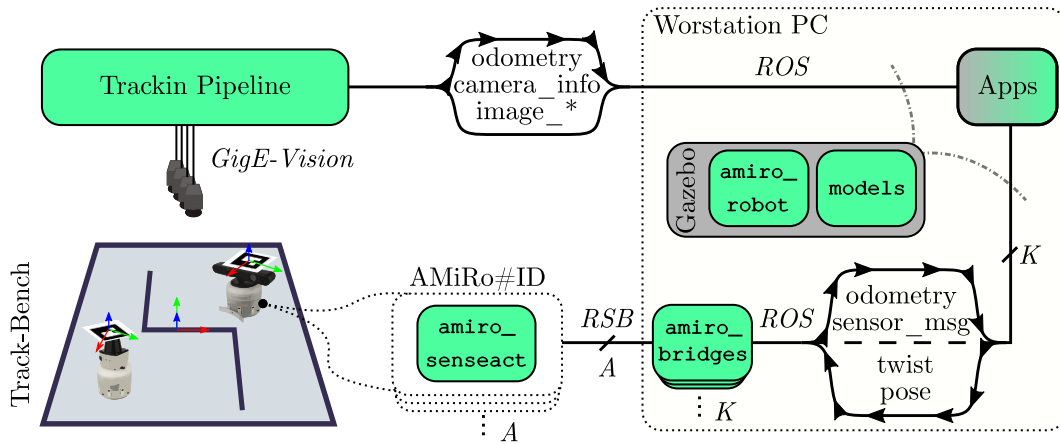 Worstation PC
Trackin Pipeline
odometry
camera_info
image_*
ROS
Apps
GigE-Vision
Gazebo
amiro_
robot
models
K
Track-Bench
AMiRo#ID
amiro_
senseact
A
RSB
A
amiro_
bridges
K
ROS
odometry
sensor_msg
twist
pose